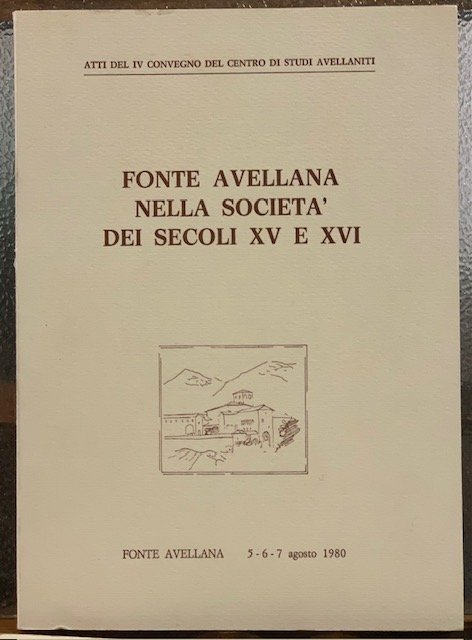 ATTI DEL IV CONVEGNO DEL CENTRO DI STUDI AVELLANITI
FONTE AVELLANA
NELLA SOCIETA'
DEI SECOLI XV E XVI
FONTE AVELLANA 5-6-7 agosto 1980